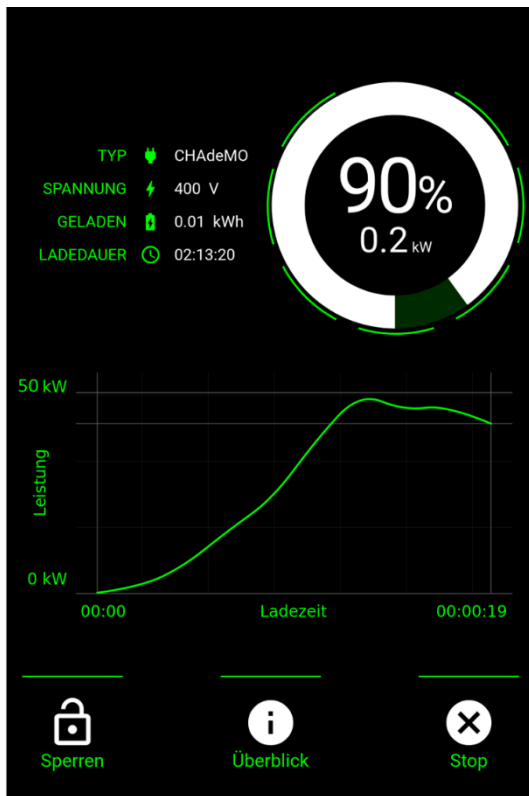 TYP CHAdeMO
SPANNUNG 400 V
GELADEN 0.01 kWh
LADEDAUER 02:13:20
90%
0.2 kW
50 kW
Leistung
0 kW
00:00 Ladezeit 00:00:19
Sperren Überblick Stop